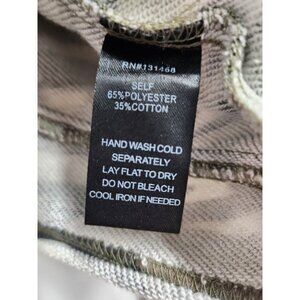 RN#131468
SELF
65%POLYESTER
35%COTTON
HAND WASH COLD
SEPARATELY
LAY FLAT TO DRY
DO NOT BLEACH
COOL IRON IF NEEDED